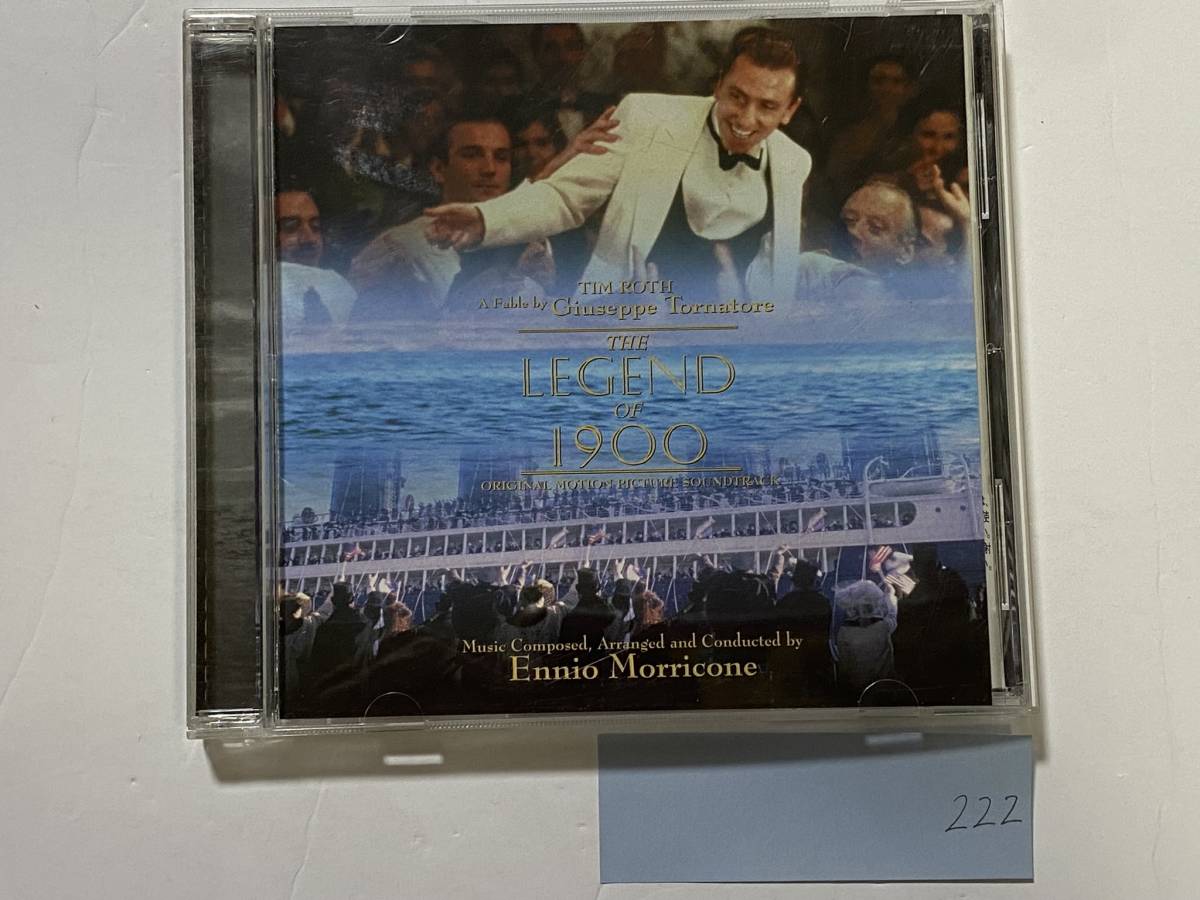 TIM ROTH
A Fable by Giuseppe Tornatore
THE
LEGEND
OF
1900
ORIGINAL MOTION PICTURE SOUNDTRACK
Music Composed, Arranged and Conducted by
Ennio Morricone
222